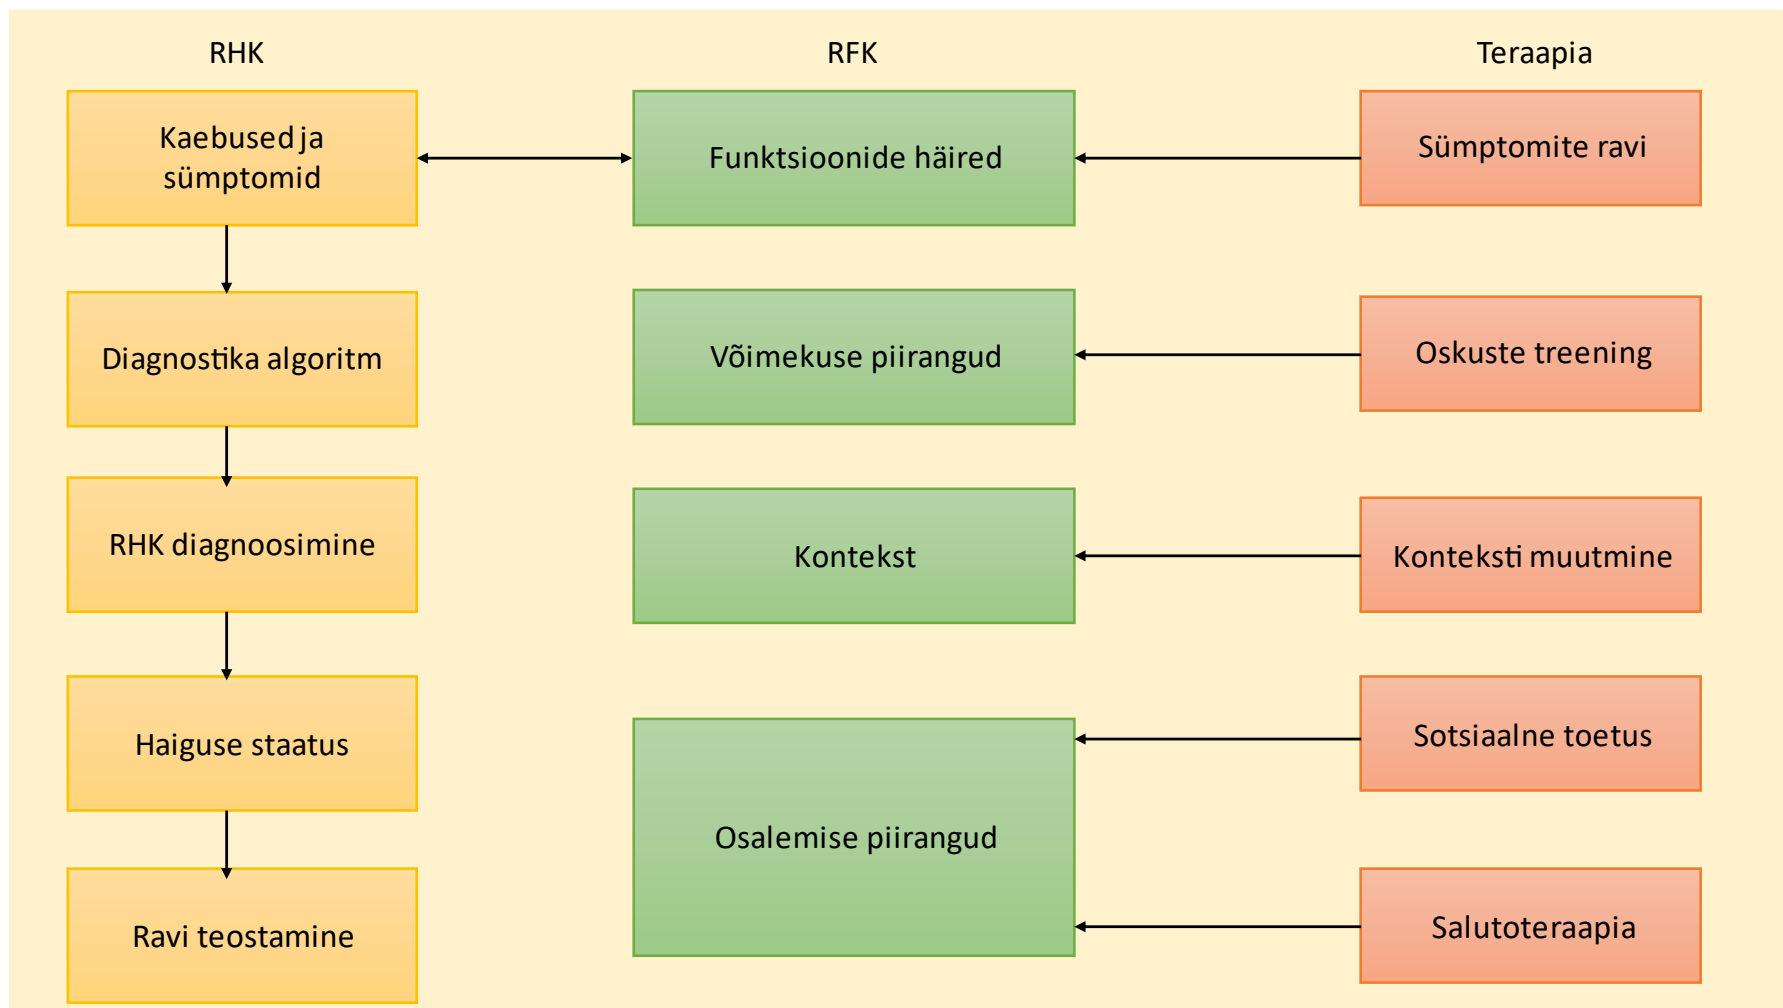 RHK
RFK
Teraapia
Kaebused ja
sümptomid
Funktsioonide häired
Sümptomite ravi
Diagnostika algoritm
Võimekuse piirangud
Oskuste treening
RHK diagnoosimine
Kontekst
Konteksti muutmine
Haiguse staatus
Osalemise piirangud
Sotsiaalne toetus
Ravi teostamine
Salutoteraapia